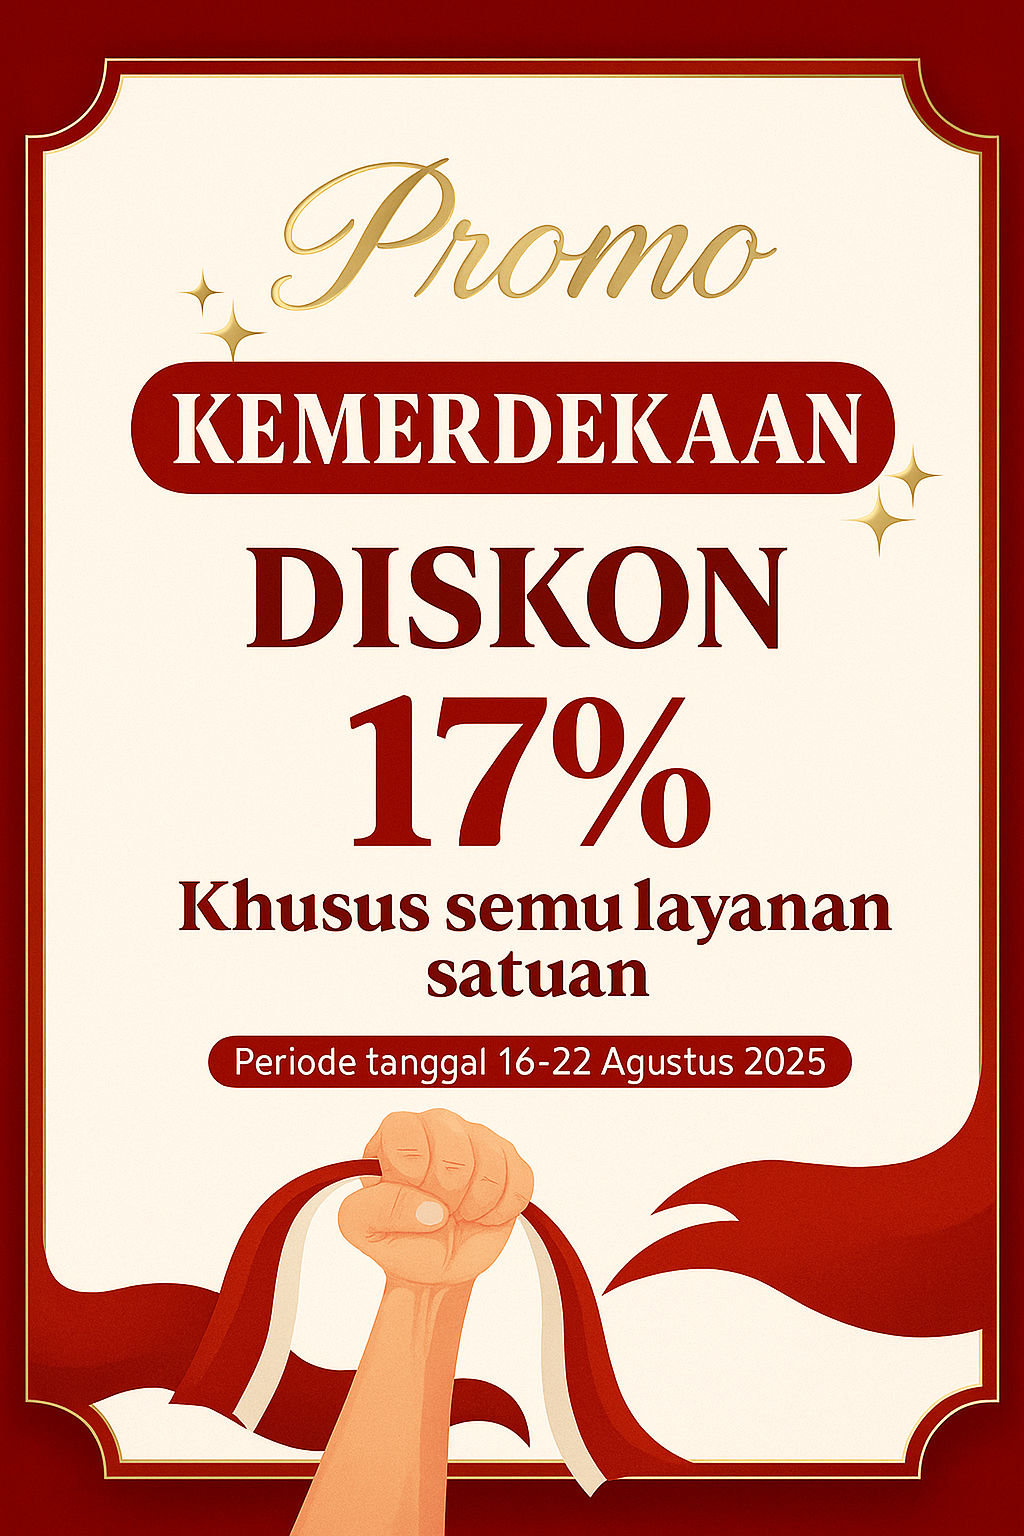 Promo
KEMERDEKAAN
DISKON
17%
Khusus semu layanan
satuan
Periode tanggal 16-22 Agustus 2025